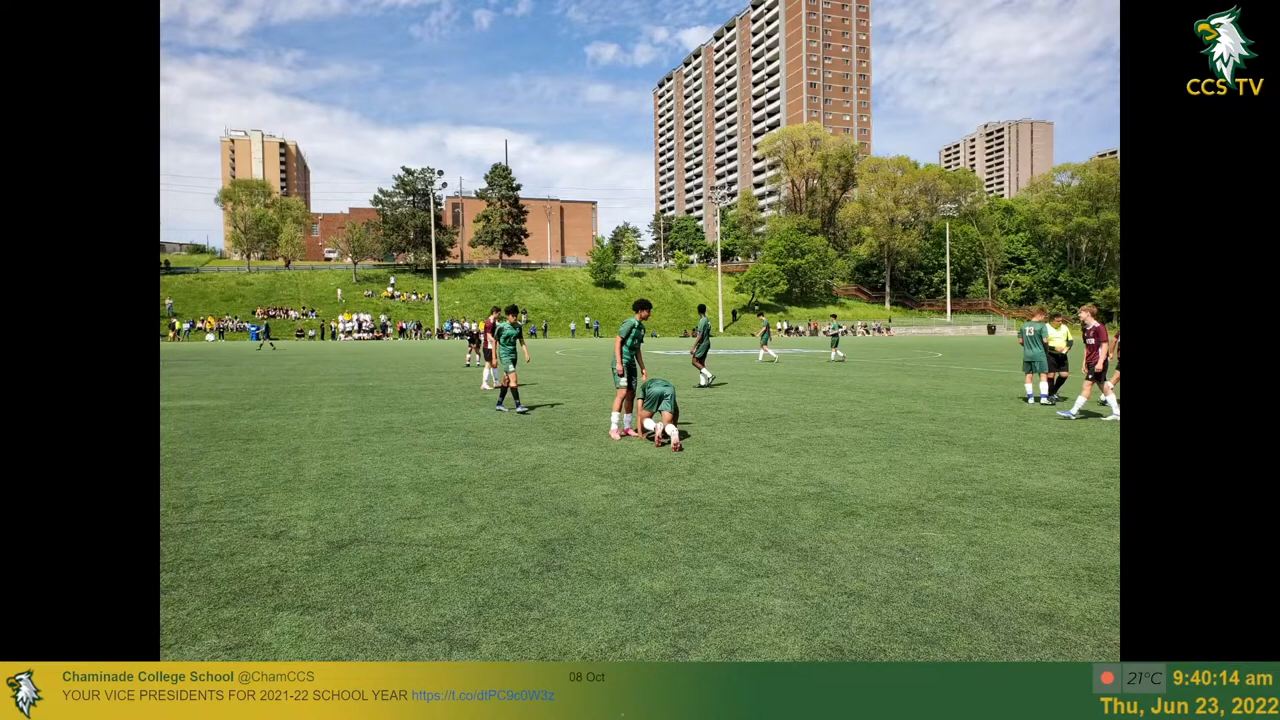 CCS TV
13
Chaminade College School @ChamCCS 08 Oct
YOUR VICE PRESIDENTS FOR 2021-22 SCHOOL YEAR https://t.co/dtPC9c0W3z
21°C 9:40:14 am
Thu, Jun 23, 2022